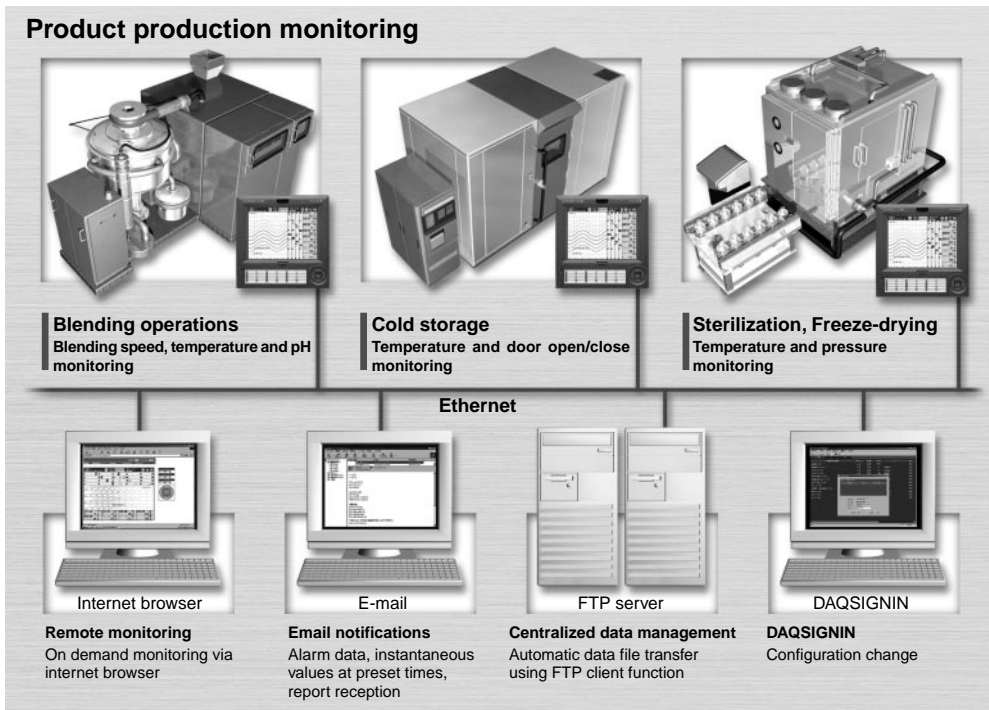 Product production monitoring
Blending operations
Blending speed, temperature and pH
monitoring
Cold storage
Temperature and door open/close
monitoring
Sterilization, Freeze-drying
Temperature and pressure
monitoring
Ethernet
Internet browser
E-mail
FTP server
DAQSIGNIN
Remote monitoring
On demand monitoring via
internet browser
Email notifications
Alarm data, instantaneous
values at preset times,
report reception
Centralized data management
Automatic data file transfer
using FTP client function
DAQSIGNIN
Configuration change